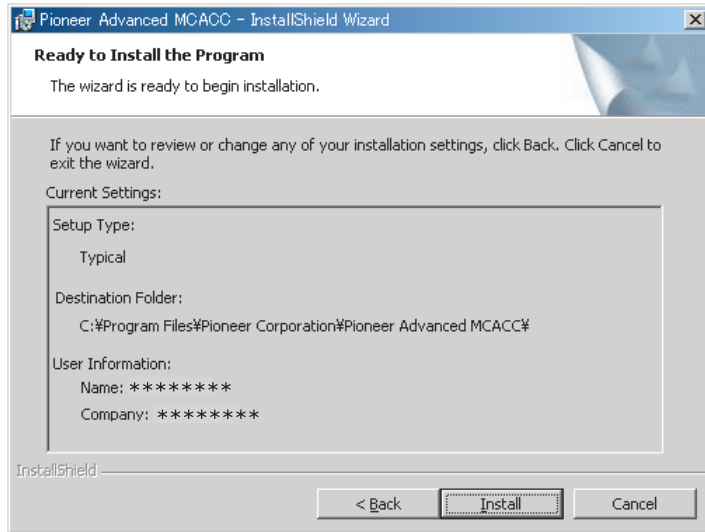 Pioneer Advanced MCACC - InstallShield Wizard
Ready to Install the Program
The wizard is ready to begin installation.
If you want to review or change any of your installation settings, click Back. Click Cancel to
exit the wizard.
Current Settings:
Setup Type:
Typical
Destination Folder:
C:¥Program Files¥Pioneer Corporation¥Pioneer Advanced MCACC¥
User Information:
Name: ********
Company: ********
InstallShield
< Back
Install
Cancel